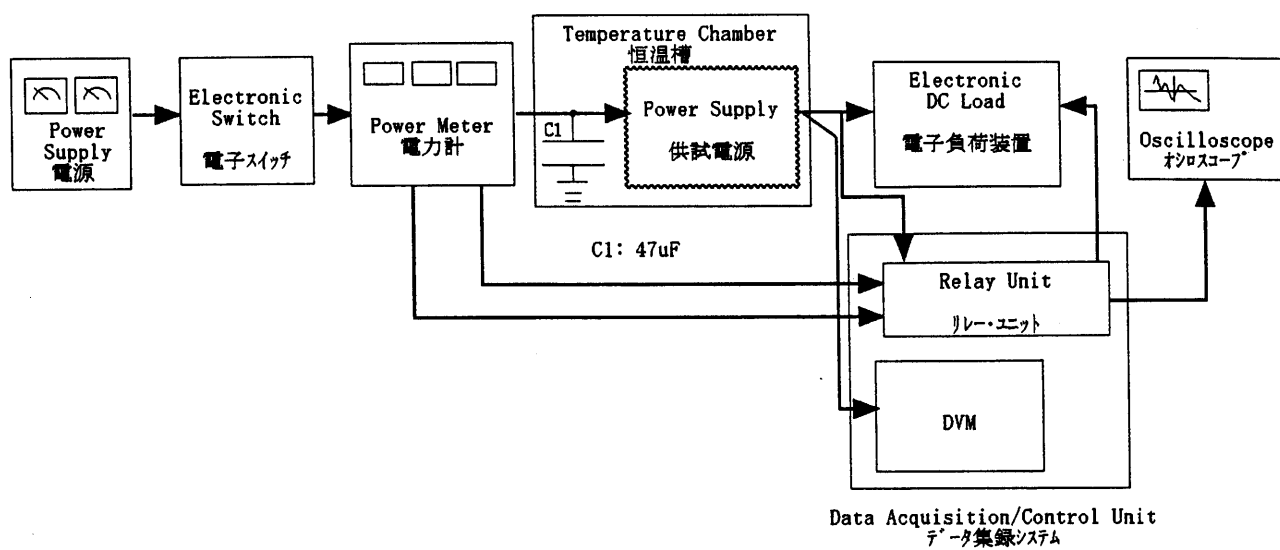 Power
Supply
電源
Electronic
Switch
電子ｽｲｯﾁ
Power Meter
電力計
Temperature Chamber
恒温槽
C1
Power Supply
供試電源
Electronic
DC Load
電子負荷装置
Oscilloscope
ｵｼﾛｽｺｰﾌﾟ
C1: 47uF
Relay Unit
ﾘﾚｰ・ﾕﾆｯﾄ
DVM
Data Acquisition/Control Unit
ﾃﾞｰﾀ集録ｼｽﾃﾑ